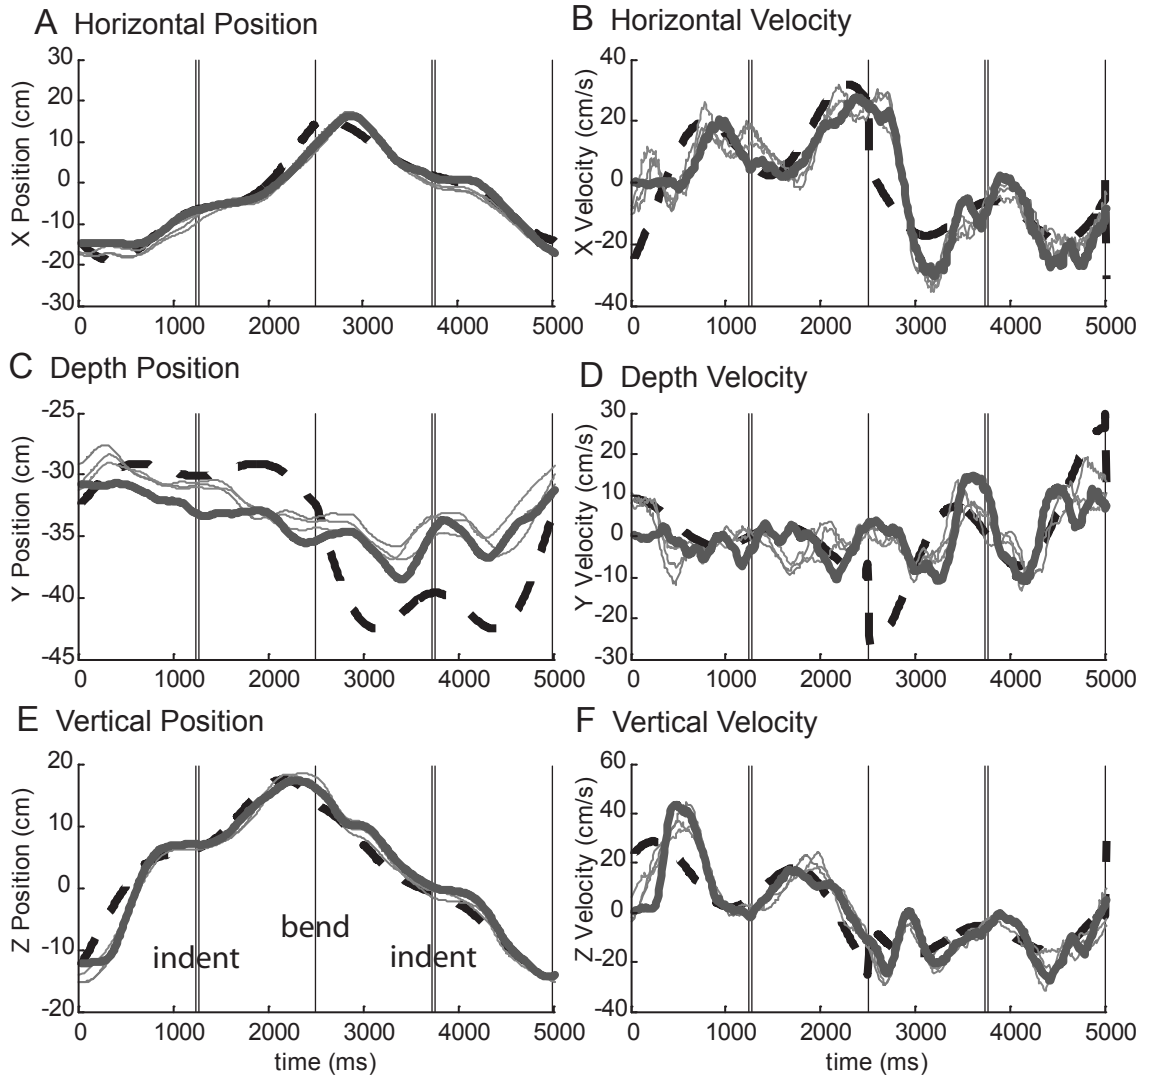 A Horizontal Position
B Horizontal Velocity
X Position (cm)
30
20
10
0
-10
-20
-30
0 1000 2000 3000 4000 5000
X Velocity (cm/s)
40
20
0
-20
-40
0 1000 2000 3000 4000 5000
C Depth Position
D Depth Velocity
Y Position (cm)
-25
-30
-35
-40
-45
0 1000 2000 3000 4000 5000
Y Velocity (cm/s)
30
20
10
0
-10
-20
-30
0 1000 2000 3000 4000 5000
E Vertical Position
F Vertical Velocity
Z Position (cm)
20
10
0
-10
-20
indent
bend
indent
0 1000 2000 3000 4000 5000
time (ms)
Z Velocity (cm/s)
60
40
20
0
-20
-40
0 1000 2000 3000 4000 5000
time (ms)